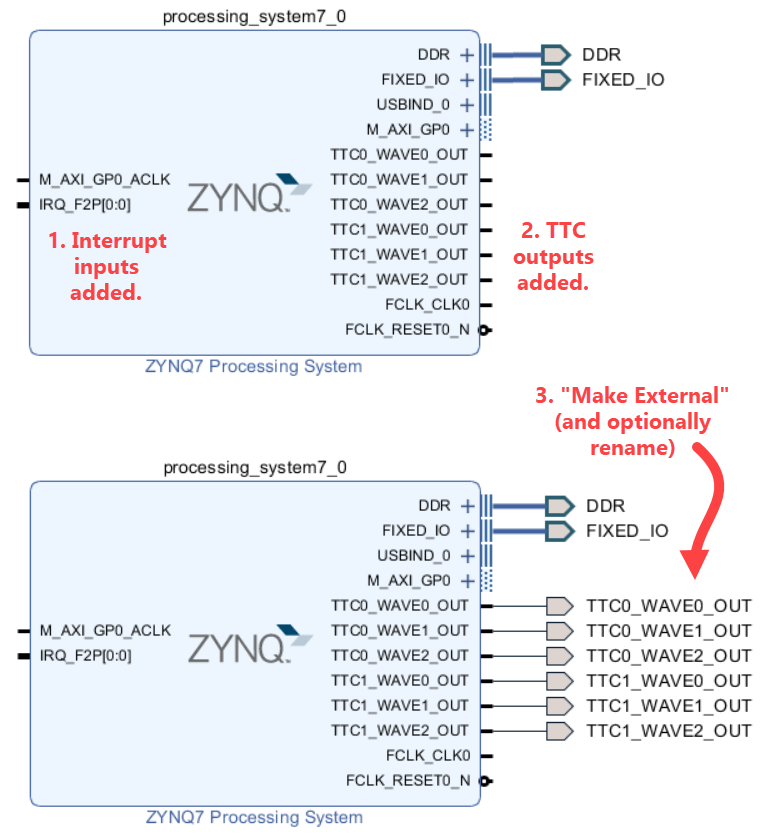 processing_system7_0
DDR
DDR
FIXED_IO
FIXED_IO
USBIND_0
M_AXI_GP0
TTC0_WAVE0_OUT
M_AXI_GP0_ACLK
TTC0_WAVE1_OUT
IRQ_F2P[0:0]
ZYNQ
TTC0_WAVE2_OUT
TTC1_WAVE0_OUT
TTC1_WAVE1_OUT
TTC1_WAVE2_OUT
1. Interrupt
inputs
added.
2. TTC
outputs
added.
FCLK_CLK0
FCLK_RESET0_N
ZYNQ7 Processing System
3. "Make External"
(and optionally
rename)
processing_system7_0
DDR
DDR
FIXED_IO
FIXED_IO
USBIND_0
M_AXI_GP0
TTC0_WAVE0_OUT
TTC0_WAVE0_OUT
M_AXI_GP0_ACLK
TTC0_WAVE1_OUT
TTC0_WAVE1_OUT
IRQ_F2P[0:0]
ZYNQ
TTC0_WAVE2_OUT
TTC0_WAVE2_OUT
TTC1_WAVE0_OUT
TTC1_WAVE0_OUT
TTC1_WAVE1_OUT
TTC1_WAVE1_OUT
TTC1_WAVE2_OUT
TTC1_WAVE2_OUT
FCLK_CLK0
FCLK_RESET0_N
ZYNQ7 Processing System